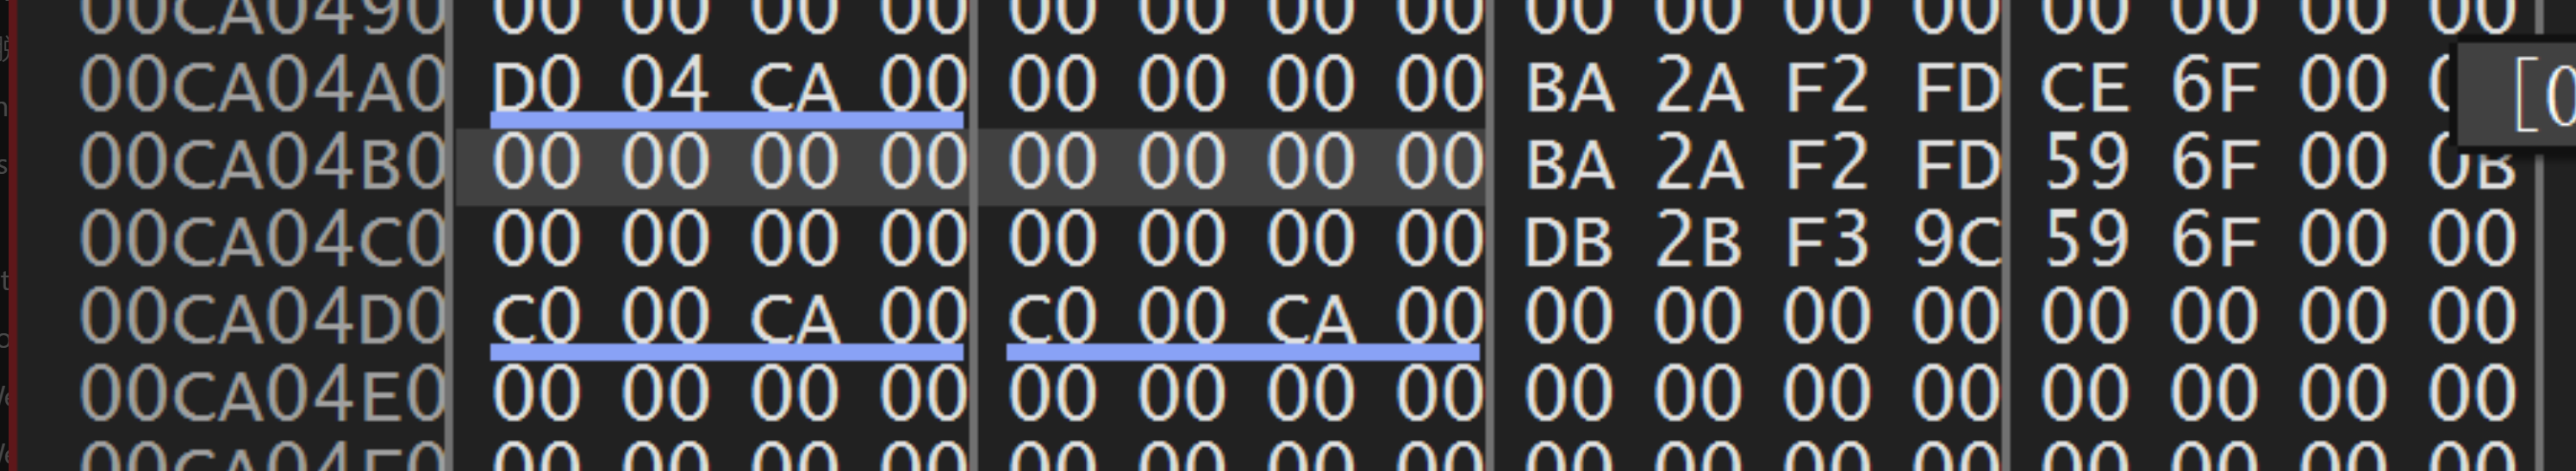 00CA0490 00 00 00 00 00 00 00 00 00 00 00 00 00 00 00 00
00CA04A0 D0 04 CA 00 00 00 00 00 BA 2A F2 FD CE 6F 00 [0
00CA04B0 00 00 00 00 00 00 00 00 BA 2A F2 FD 59 6F 00 0B
00CA04C0 00 00 00 00 00 00 00 00 DB 2B F3 9C 59 6F 00 00
00CA04D0 C0 00 CA 00 C0 00 CA 00 00 00 00 00 00 00 00 00
00CA04E0 00 00 00 00 00 00 00 00 00 00 00 00 00 00 00 00
00 00 00 00 00 00 00 00 00 00 00 00 00 00 00 00